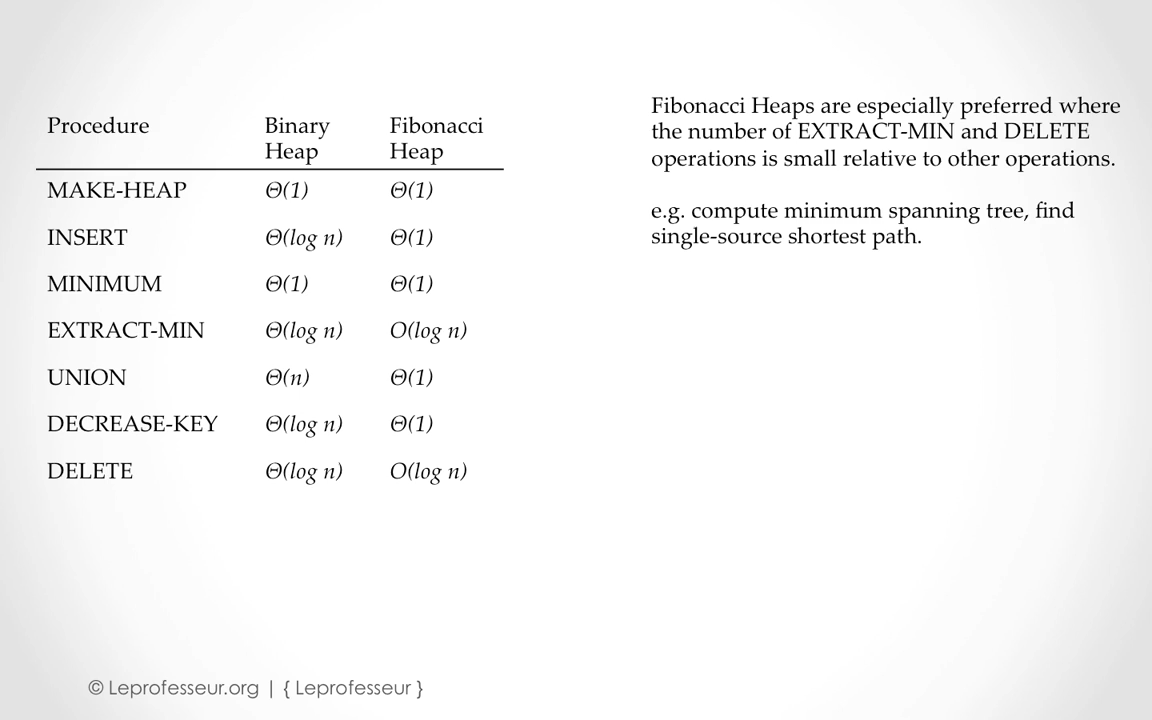 Procedure Binary Heap Fibonacci Heap
MAKE-HEAP Θ(1) Θ(1)
INSERT Θ(log n) Θ(1)
MINIMUM Θ(1) Θ(1)
EXTRACT-MIN Θ(log n) O(log n)
UNION Θ(n) Θ(1)
DECREASE-KEY Θ(log n) Θ(1)
DELETE Θ(log n) O(log n)
Fibonacci Heaps are especially preferred where
the number of EXTRACT-MIN and DELETE
operations is small relative to other operations.
e.g. compute minimum spanning tree, find
single-source shortest path.
© Leprofesseur.org | { Leprofesseur }